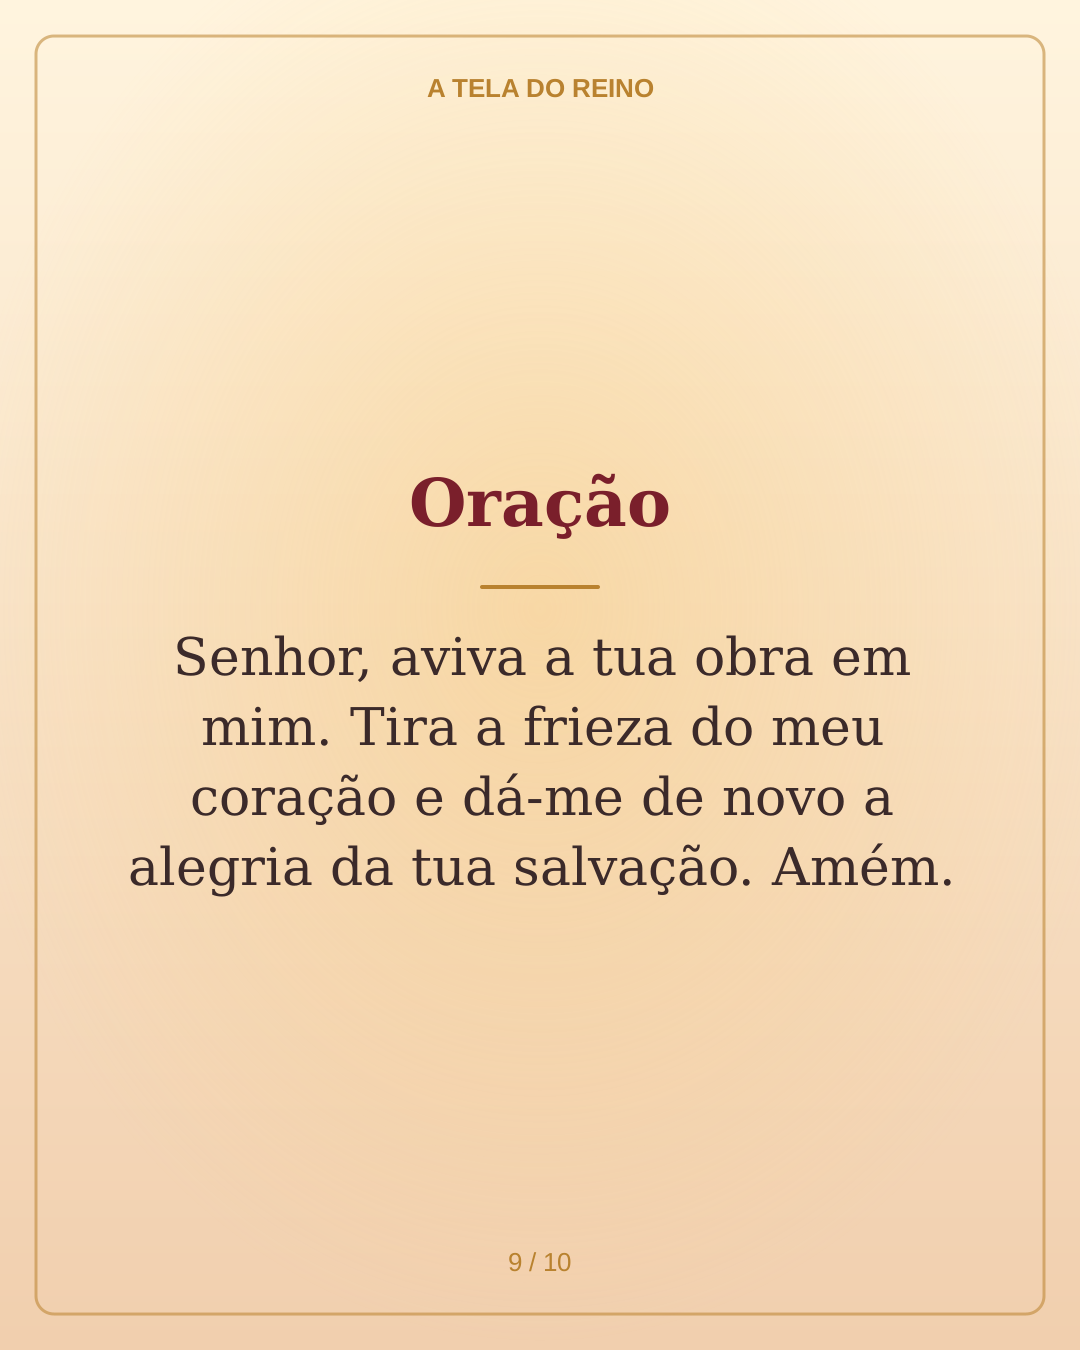 A TELA DO REINO
Oração
Senhor, aviva a tua obra em
mim. Tira a frieza do meu
coração e dá-me de novo a
alegria da tua salvação. Amém.
9 / 10